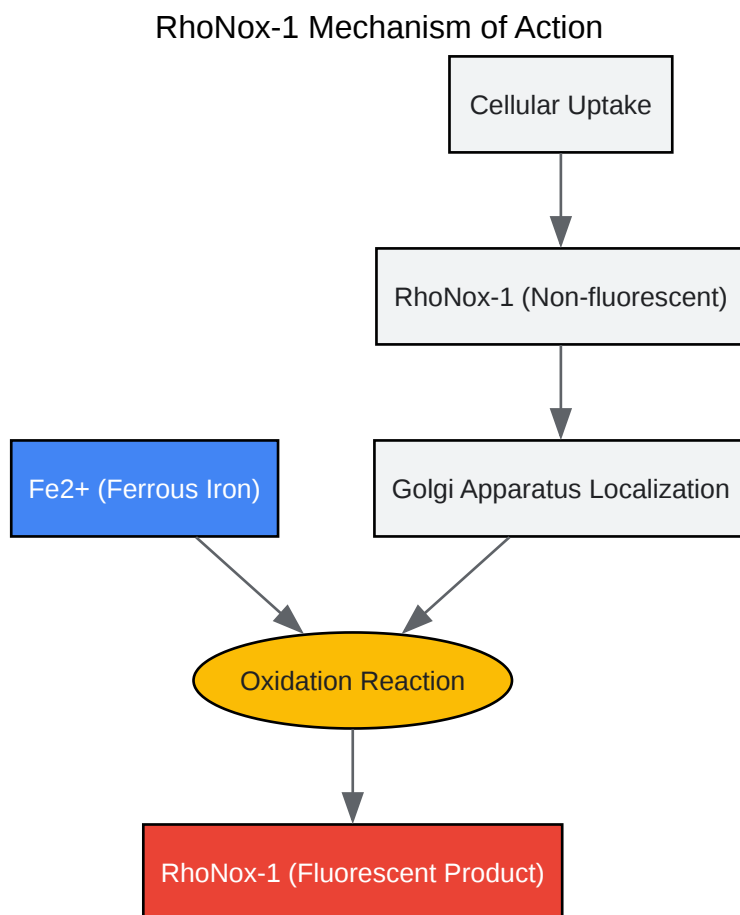 RhoNox-1 Mechanism of Action
Cellular Uptake
RhoNox-1 (Non-fluorescent)
Fe2+ (Ferrous Iron)
Golgi Apparatus Localization
Oxidation Reaction
RhoNox-1 (Fluorescent Product)